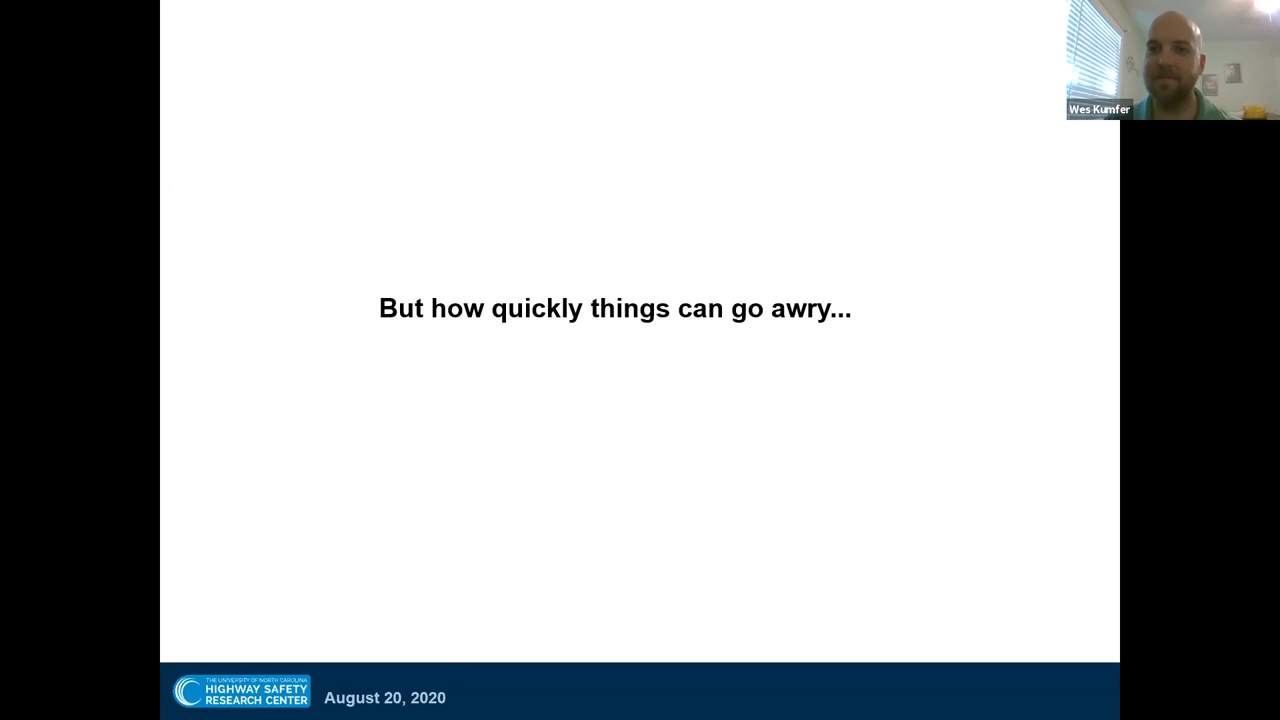 Wes Kumfer
But how quickly things can go awry...
THE UNIVERSITY OF NORTH CAROLINA
HIGHWAY SAFETY
RESEARCH CENTER
August 20, 2020